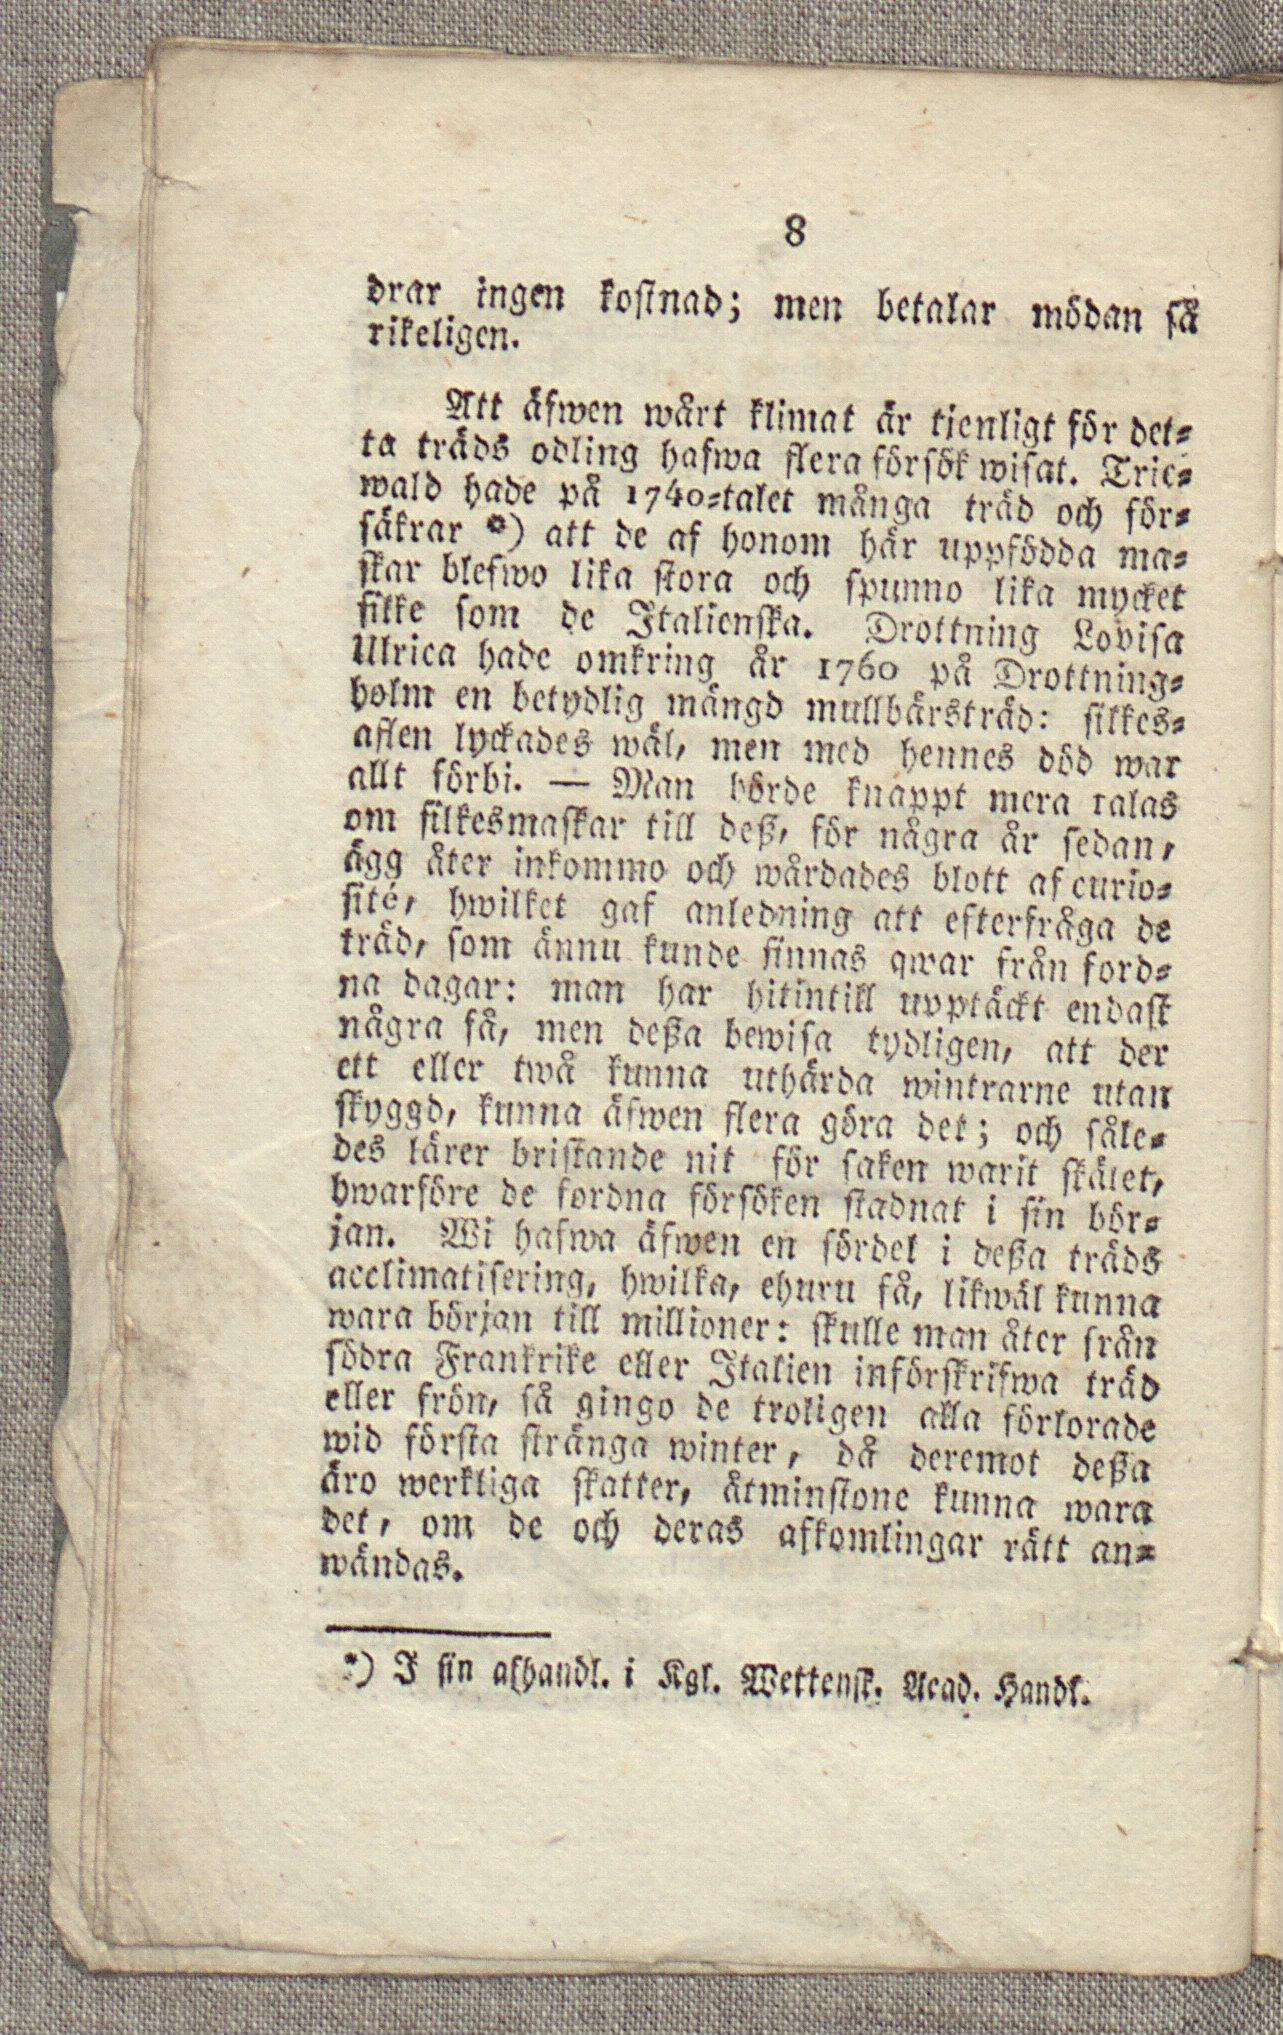 8
drar ingen kostnad; men betalar mödan så
rikeligen.
Att äfwen wårt klimat är tjenligt för det-
ta träds odling hafwa flera försök wisat. Trie-
wald hade på 1740-talet många träd och för-
säkrar *) att de af honom här uppfödda ma-
skar blefwo lika stora och spunno lika mycket
silke som de Italienska. Drottning Lovisa
Ulrica hade omkring år 1760 på Drottning-
holm en betydlig mängd mullbärsträd: silkes-
aflen lyckades wäl, men med hennes död war
allt förbi. — Man hörde knappt mera talas
om silkesmaskar till deß, för några år sedan,
ägg åter inkommo och wårdades blott af curio-
sité, hwilket gaf anledning att efterfråga de
träd, som ännu kunde finnas qwar från ford-
na dagar: man har hitintill upptäckt endast
några få, men deßa bewisa tydligen, att der
ett eller twå kunna uthärda wintrarne utan
skyggd, kunna äfwen flera göra det; och såle-
des lärer bristande nit för saken warit skälet,
hwarföre de fordna försöken stadnat i sin bör-
jan. Wi hafwa äfwen en fördel i deßa träds
acclimatisering, hwilka, ehuru få, likwäl kunna
wara början till millioner: skulle man åter från
södra Frankrike eller Italien införskrifwa träd
eller frön, så gingo de troligen alla förlorade
wid första stränga winter, då deremot deßa
äro werkliga skatter, åtminstone kunna wara
det, om de och deras afkomlingar rätt an-
wändas.
*) I sin afhandl. i Kgl. Wettensk. Acad. Handl.